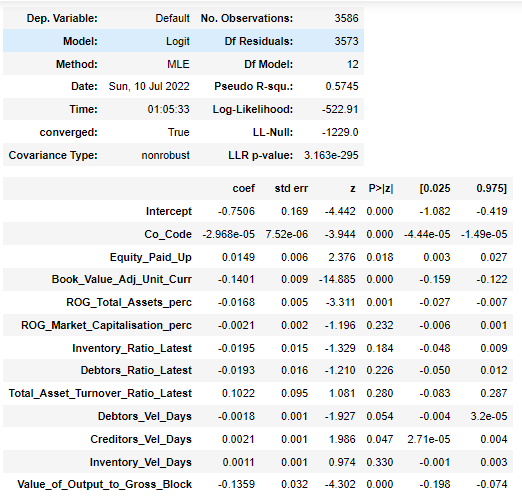 Dep. Variable: Default No. Observations: 3586
Model: Logit Df Residuals: 3573
Method: MLE Df Model: 12
Date: Sun, 10 Jul 2022 Pseudo R-squ.: 0.5745
Time: 01:05:33 Log-Likelihood: -522.91
converged: True LL-Null: -1229.0
Covariance Type: nonrobust LLR p-value: 3.163e-295
coef std err z P>|z| [0.025 0.975]
Intercept -0.7506 0.169 -4.442 0.000 -1.082 -0.419
Co_Code -2.968e-05 7.52e-06 -3.944 0.000 -4.44e-05 -1.49e-05
Equity_Paid_Up 0.0149 0.006 2.376 0.018 0.003 0.027
Book_Value_Adj_Unit_Curr -0.1401 0.009 -14.885 0.000 -0.159 -0.122
ROG_Total_Assets_perc -0.0168 0.005 -3.311 0.001 -0.027 -0.007
ROG_Market_Capitalisation_perc -0.0021 0.002 -1.196 0.232 -0.006 0.001
Inventory_Ratio_Latest -0.0195 0.015 -1.329 0.184 -0.048 0.009
Debtors_Ratio_Latest -0.0193 0.016 -1.210 0.226 -0.050 0.012
Total_Asset_Turnover_Ratio_Latest 0.1022 0.095 1.081 0.280 -0.083 0.287
Debtors_Vel_Days -0.0018 0.001 -1.927 0.054 -0.004 3.2e-05
Creditors_Vel_Days 0.0021 0.001 1.986 0.047 2.71e-05 0.004
Inventory_Vel_Days 0.0011 0.001 0.974 0.330 -0.001 0.003
Value_of_Output_to_Gross_Block -0.1359 0.032 -4.302 0.000 -0.198 -0.074